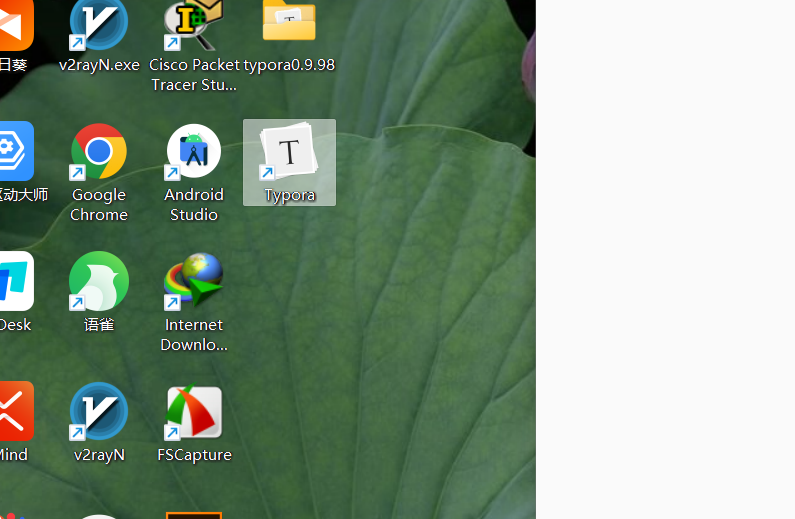 日葵
v2rayN.exe
Cisco Packet
Tracer Stu...
typora0.9.98
动大师
Google
Chrome
Android
Studio
T
Typora
Desk
语雀
Internet
Downlo...
Mind
v2rayN
FSCapture